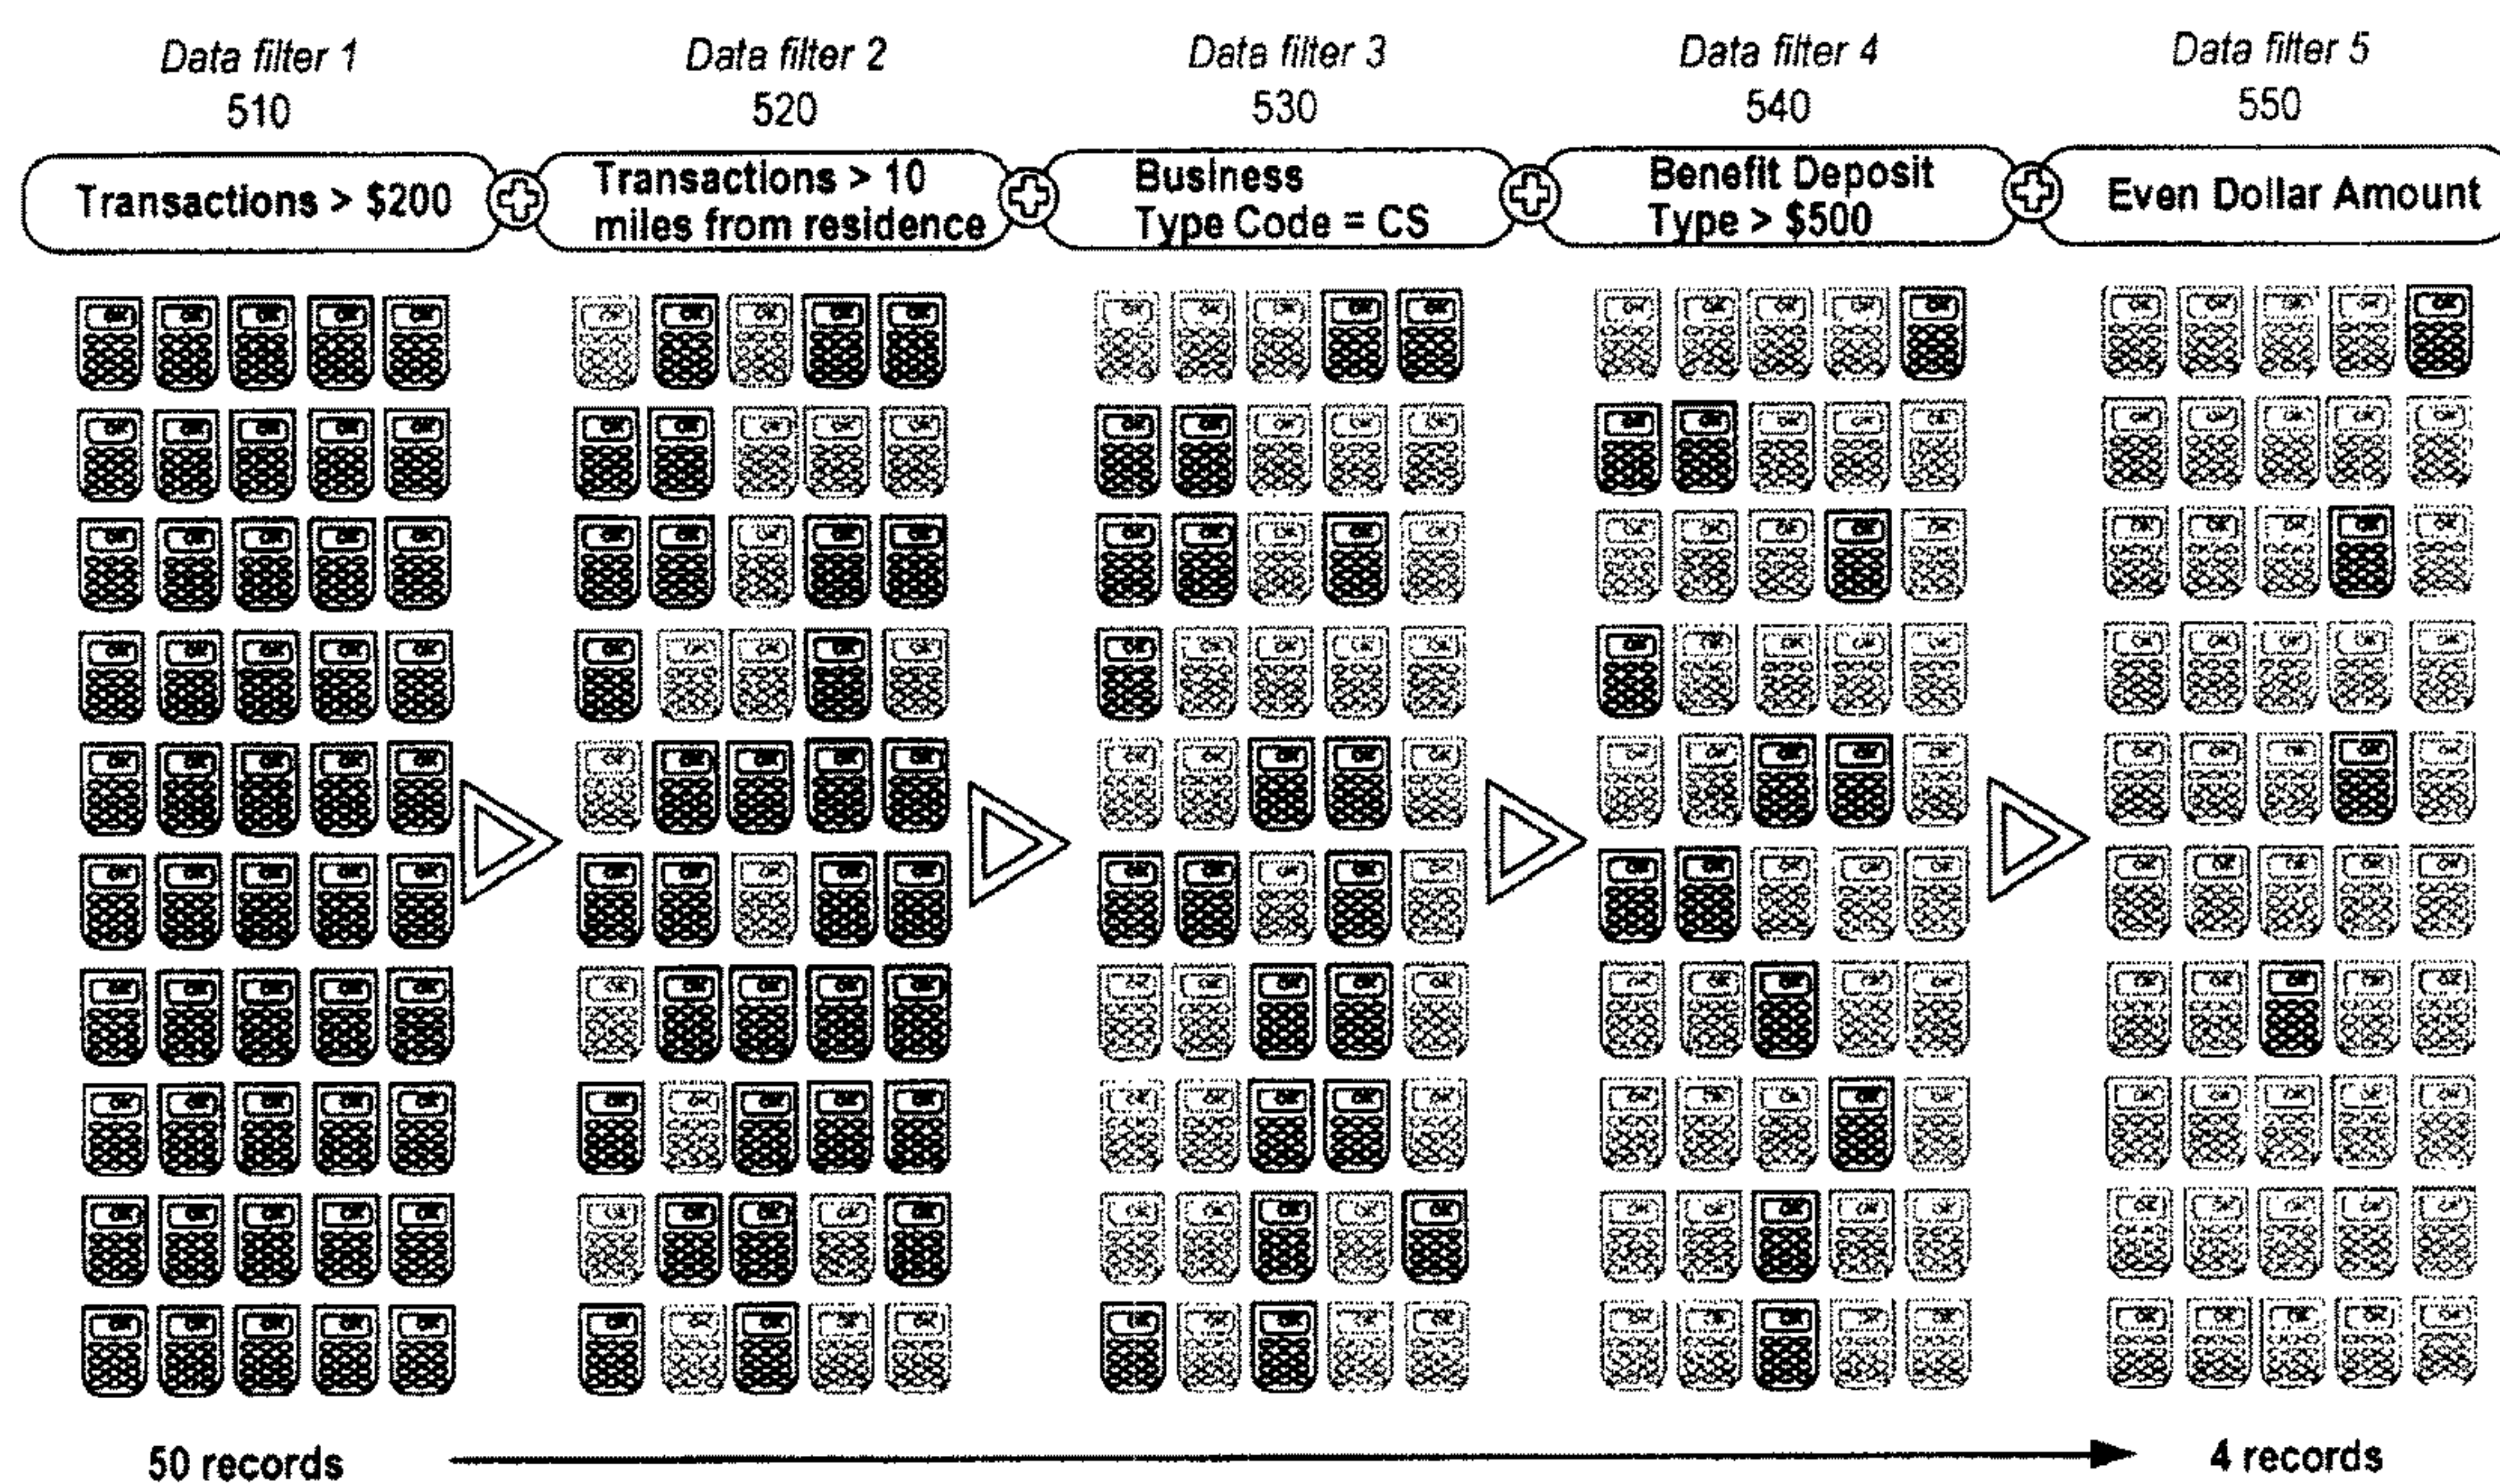 Data filter 1
510
Transactions > $200
Data filter 2
520
Transactions > 10
miles from residence
Data filter 3
530
Business
Type Code = CS
Data filter 4
540
Benefit Deposit
Type > $500
Data filter 5
550
Even Dollar Amount
50 records
4 records